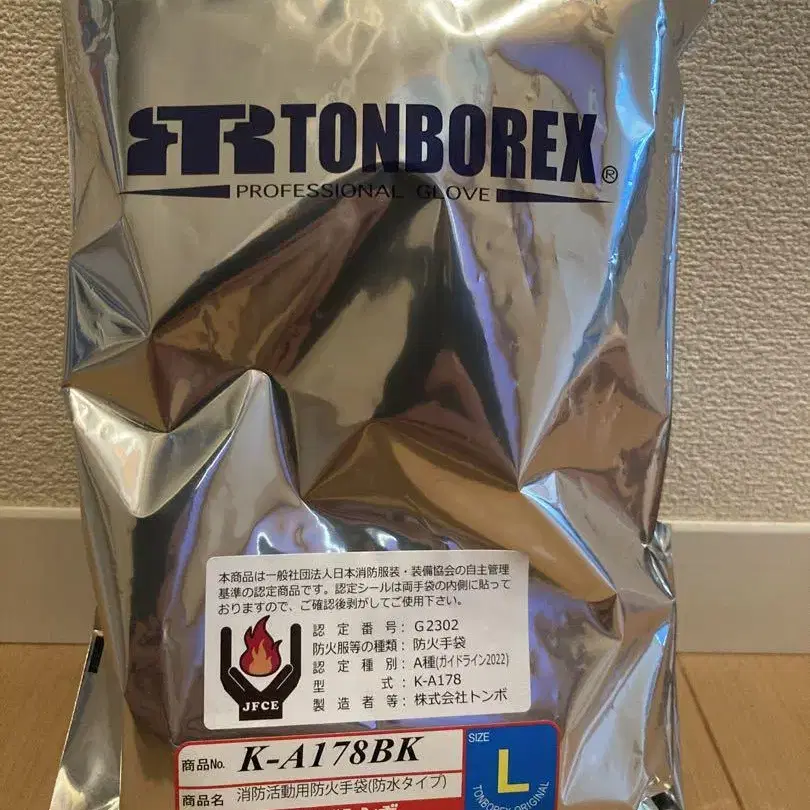 TR TONBOREX®
PROFESSIONAL GLOVE
本商品は一般社団法人日本消防服装・装備協会の自主管理
基準の認定商品です。認定シールは両手袋の内側に貼って
おりますので、ご確認後剥がしてご使用下さい。
認定番号：G2302
防火服等の種類：防火手袋
認定種別：A種(ガイドライン2022)
型式：K-A178
製造者等：株式会社トンボ
JFCE
商品No. K-A178BK
SIZE
L
商品名 消防活動用防火手袋(防水タイプ)
TONBOREX ORIGINAL